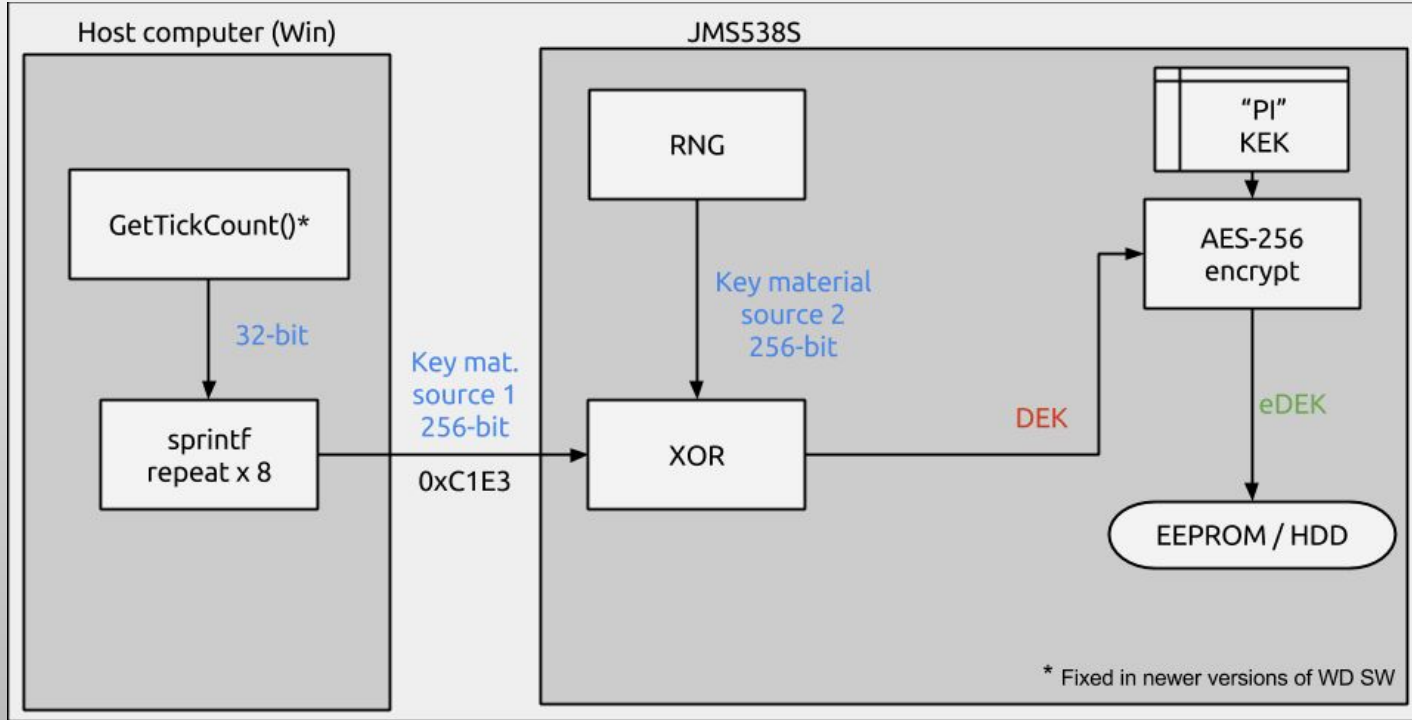 Host computer (Win)
JMS538S
GetTickCount()*
32-bit
sprintf
repeat x 8
Key mat.
source 1
256-bit
0xC1E3
RNG
Key material
source 2
256-bit
XOR
DEK
“PI”
KEK
AES-256
encrypt
eDEK
EEPROM / HDD
* Fixed in newer versions of WD SW